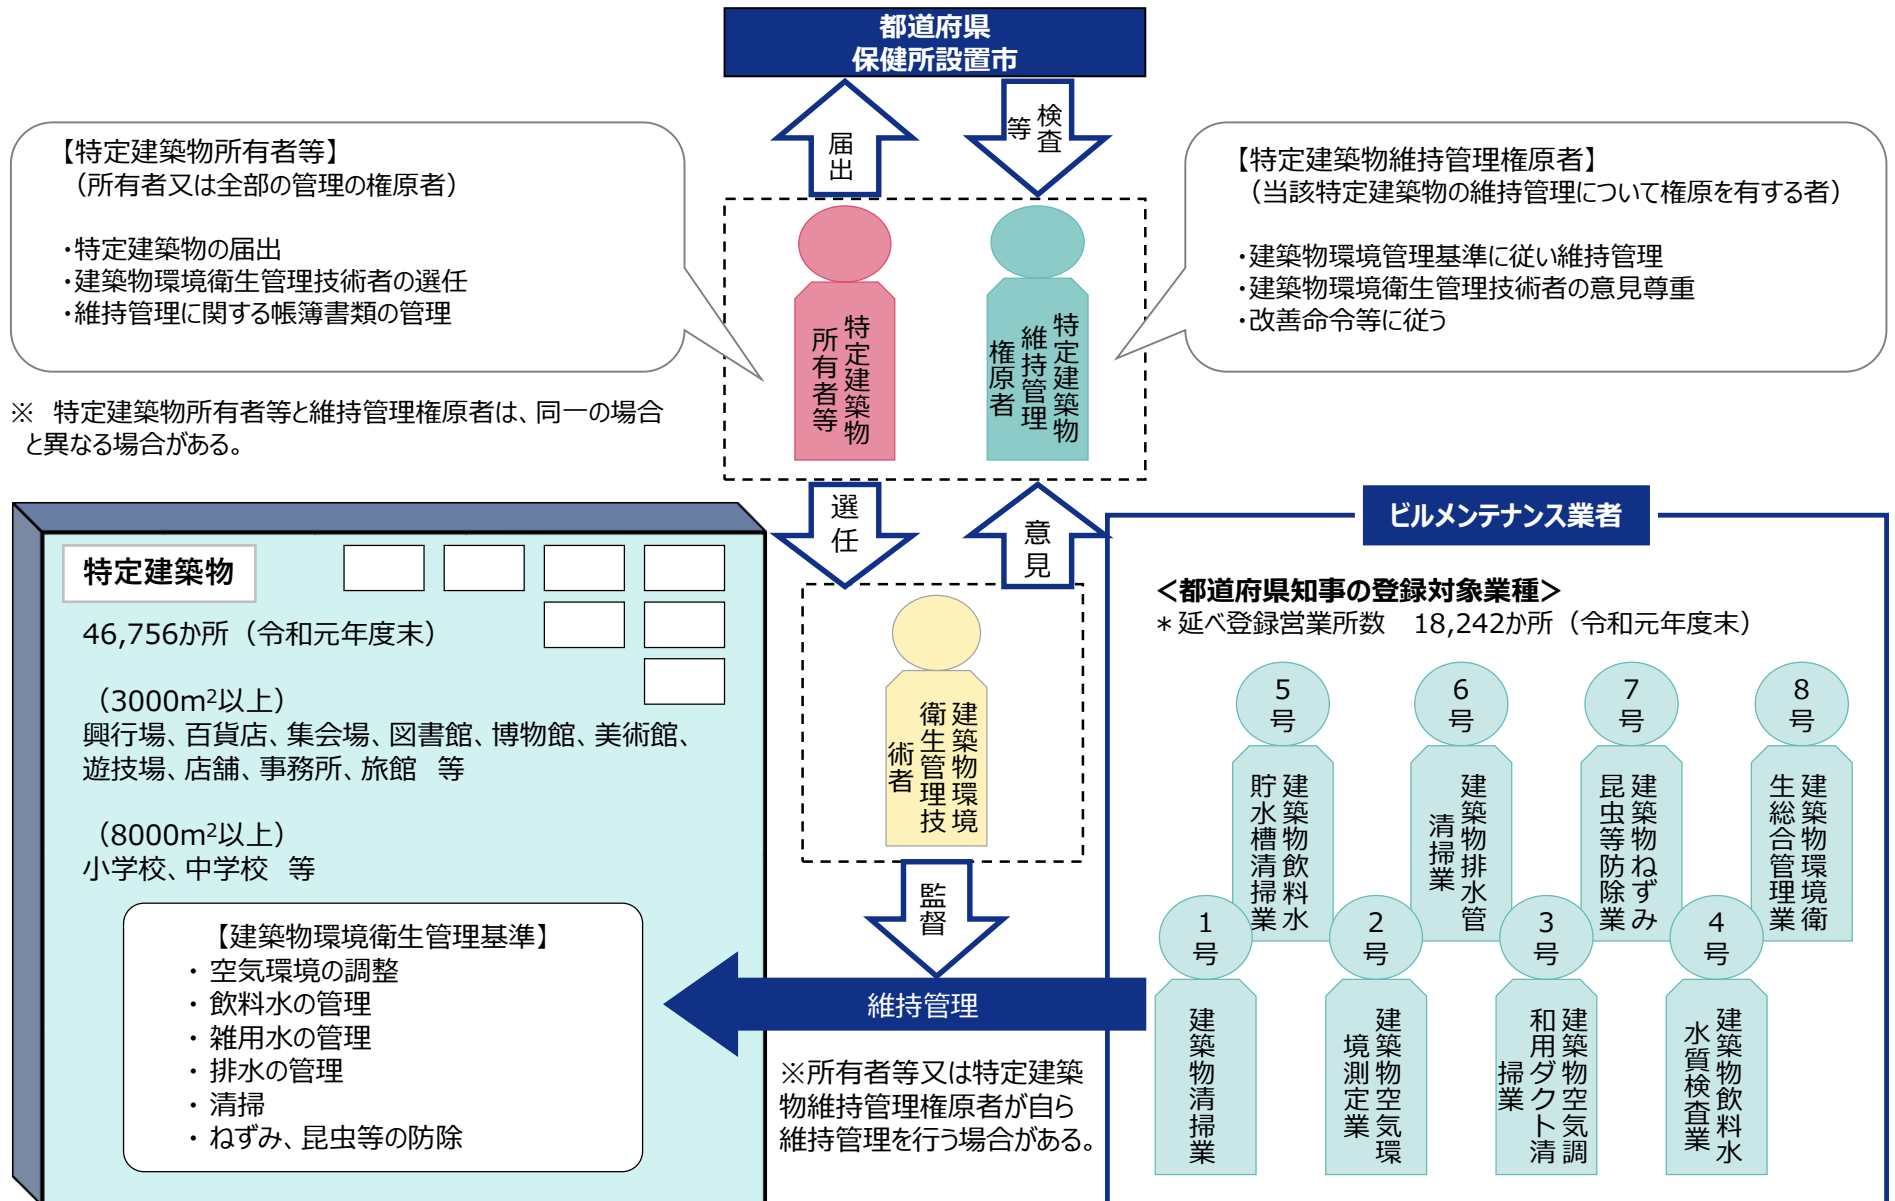 都道府県
保健所設置市
届出
検査等
【特定建築物所有者等】
（所有者又は全部の管理の権原者）
・特定建築物の届出
・建築物環境衛生管理技術者の選任
・維持管理に関する帳簿書類の管理
【特定建築物維持管理権原者】
（当該特定建築物の維持管理について権原を有する者）
・建築物環境管理基準に従い維持管理
・建築物環境衛生管理技術者の意見尊重
・改善命令等に従う
特定建築物
所有者等
特定建築物
維持管理
権原者
※　特定建築物所有者等と維持管理権原者は、同一の場合
と異なる場合がある。
選任
意見
特定建築物
46,756か所（令和元年度末）
（3000m²以上）
興行場、百貨店、集会場、図書館、博物館、美術館、
遊技場、店舗、事務所、旅館　等
（8000m²以上）
小学校、中学校　等
【建築物環境衛生管理基準】
・ 空気環境の調整
・ 飲料水の管理
・ 雑用水の管理
・ 排水の管理
・ 清掃
・ ねずみ、昆虫等の防除
建築物環境
衛生管理技
術者
監督
維持管理
※所有者等又は特定建築
物維持管理権原者が自ら
維持管理を行う場合がある。
ビルメンテナンス業者
＜都道府県知事の登録対象業種＞
＊延べ登録営業所数　18,242か所（令和元年度末）
5号
建築物飲料水
貯水槽清掃業
6号
建築物排水管
清掃業
7号
建築物ねずみ
昆虫等防除業
8号
建築物環境衛
生総合管理業
1号
建築物清掃業
2号
建築物空気環
境測定業
3号
建築物空気調
和用ダクト清
掃業
4号
建築物飲料水
水質検査業